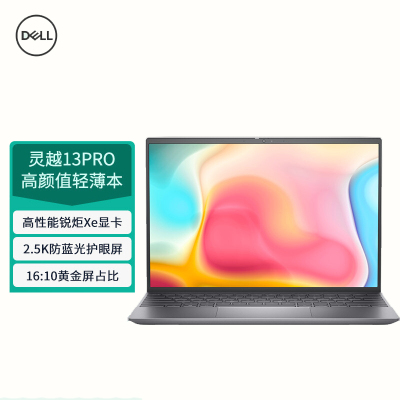 DELL
灵越13PRO
高颜值轻薄本
高性能锐炬Xe显卡
2.5K防蓝光护眼屏
16:10黄金屏占比